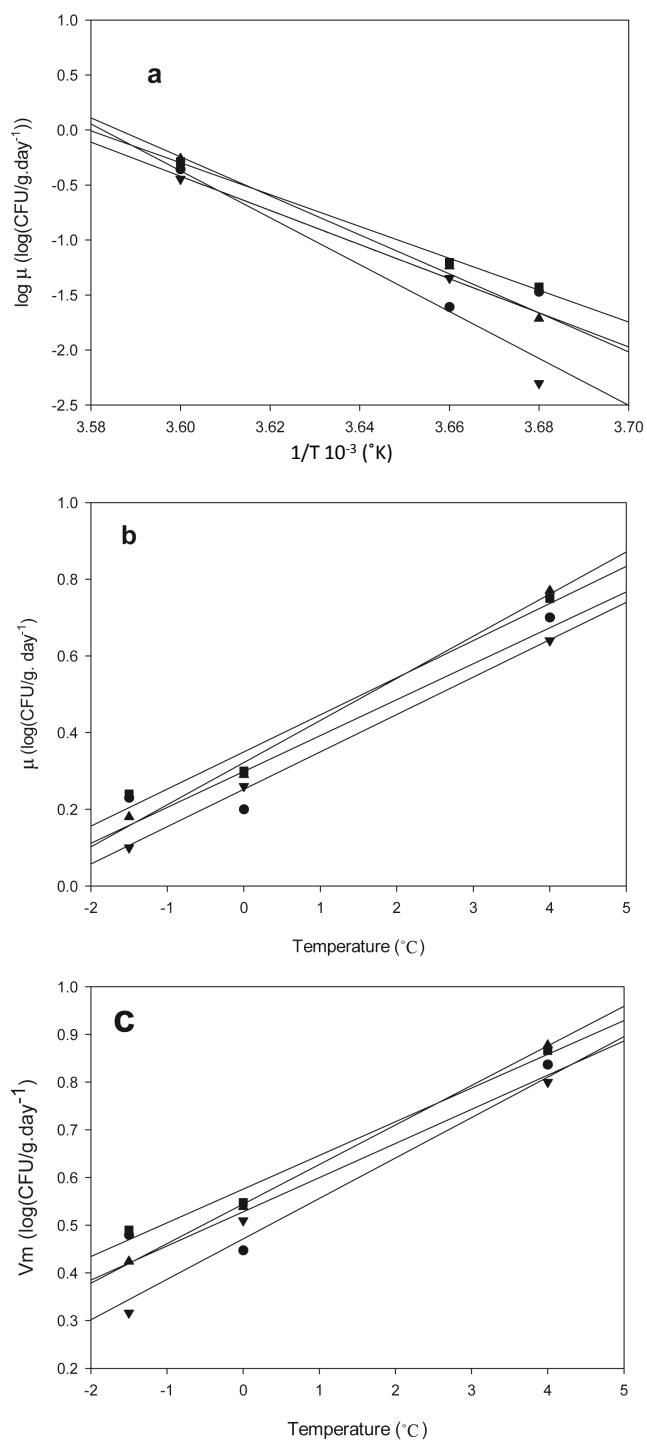 1.0
a
0.5
0.0
-0.5
-1.0
-1.5
-2.0
-2.5
log μ (log(CFU/g.day-1))
3.58 3.60 3.62 3.64 3.66 3.68 3.70
1/T 10-3 (˚K)
1.0
b
0.8
0.6
0.4
0.2
0.0
μ (log(CFU/g. day-1)
-2 -1 0 1 2 3 4 5
Temperature (°C)
1.0
c
0.9
0.8
0.7
0.6
0.5
0.4
0.3
0.2
Vm (log(CFU/g.day-1)
-2 -1 0 1 2 3 4 5
Temperature (°C)